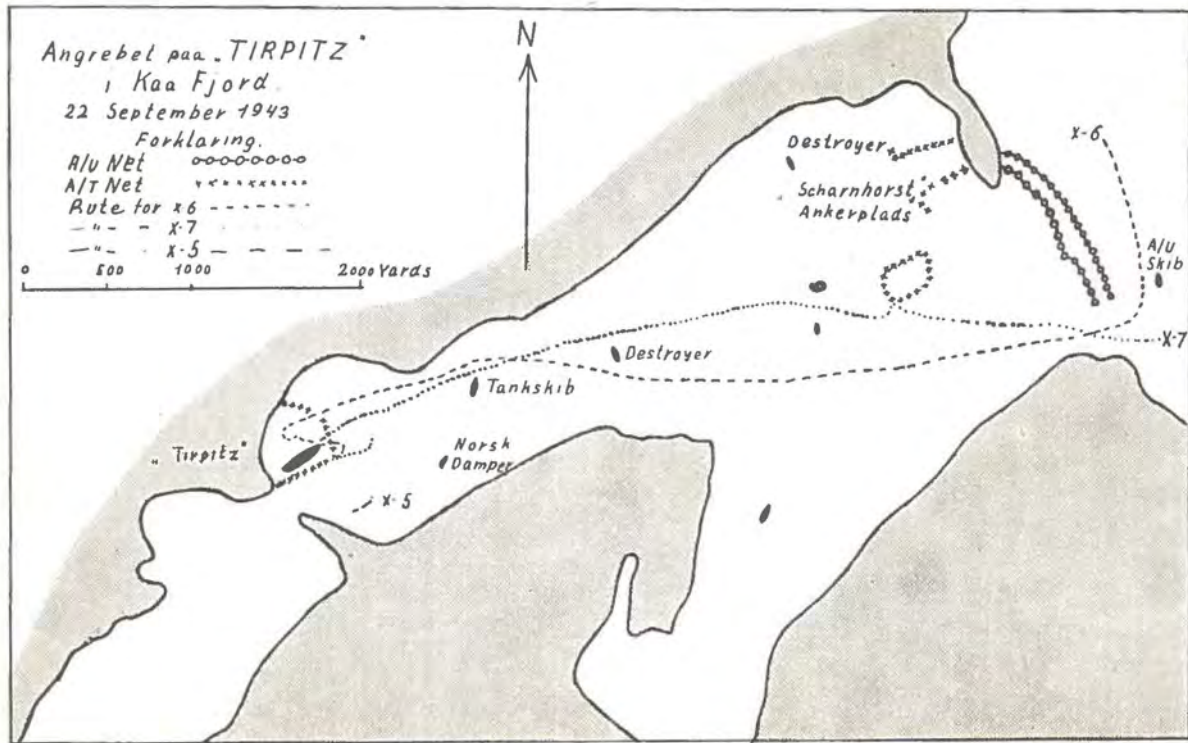 Angrebet paa „TIRPITZ"
i Kaa Fjord
22 September 1943
Forklaring.
A/U Net
A/T Net
Rute for X6
—"— - X-7
—"— - X-5
0 500 1000 2000 Yards
N
Destroyer
Scharnhorst
Ankerplads
X-6
A/U
Skib
X-7
Destroyer
Tankskib
„Tirpitz"
Norsk
Damper
X-5